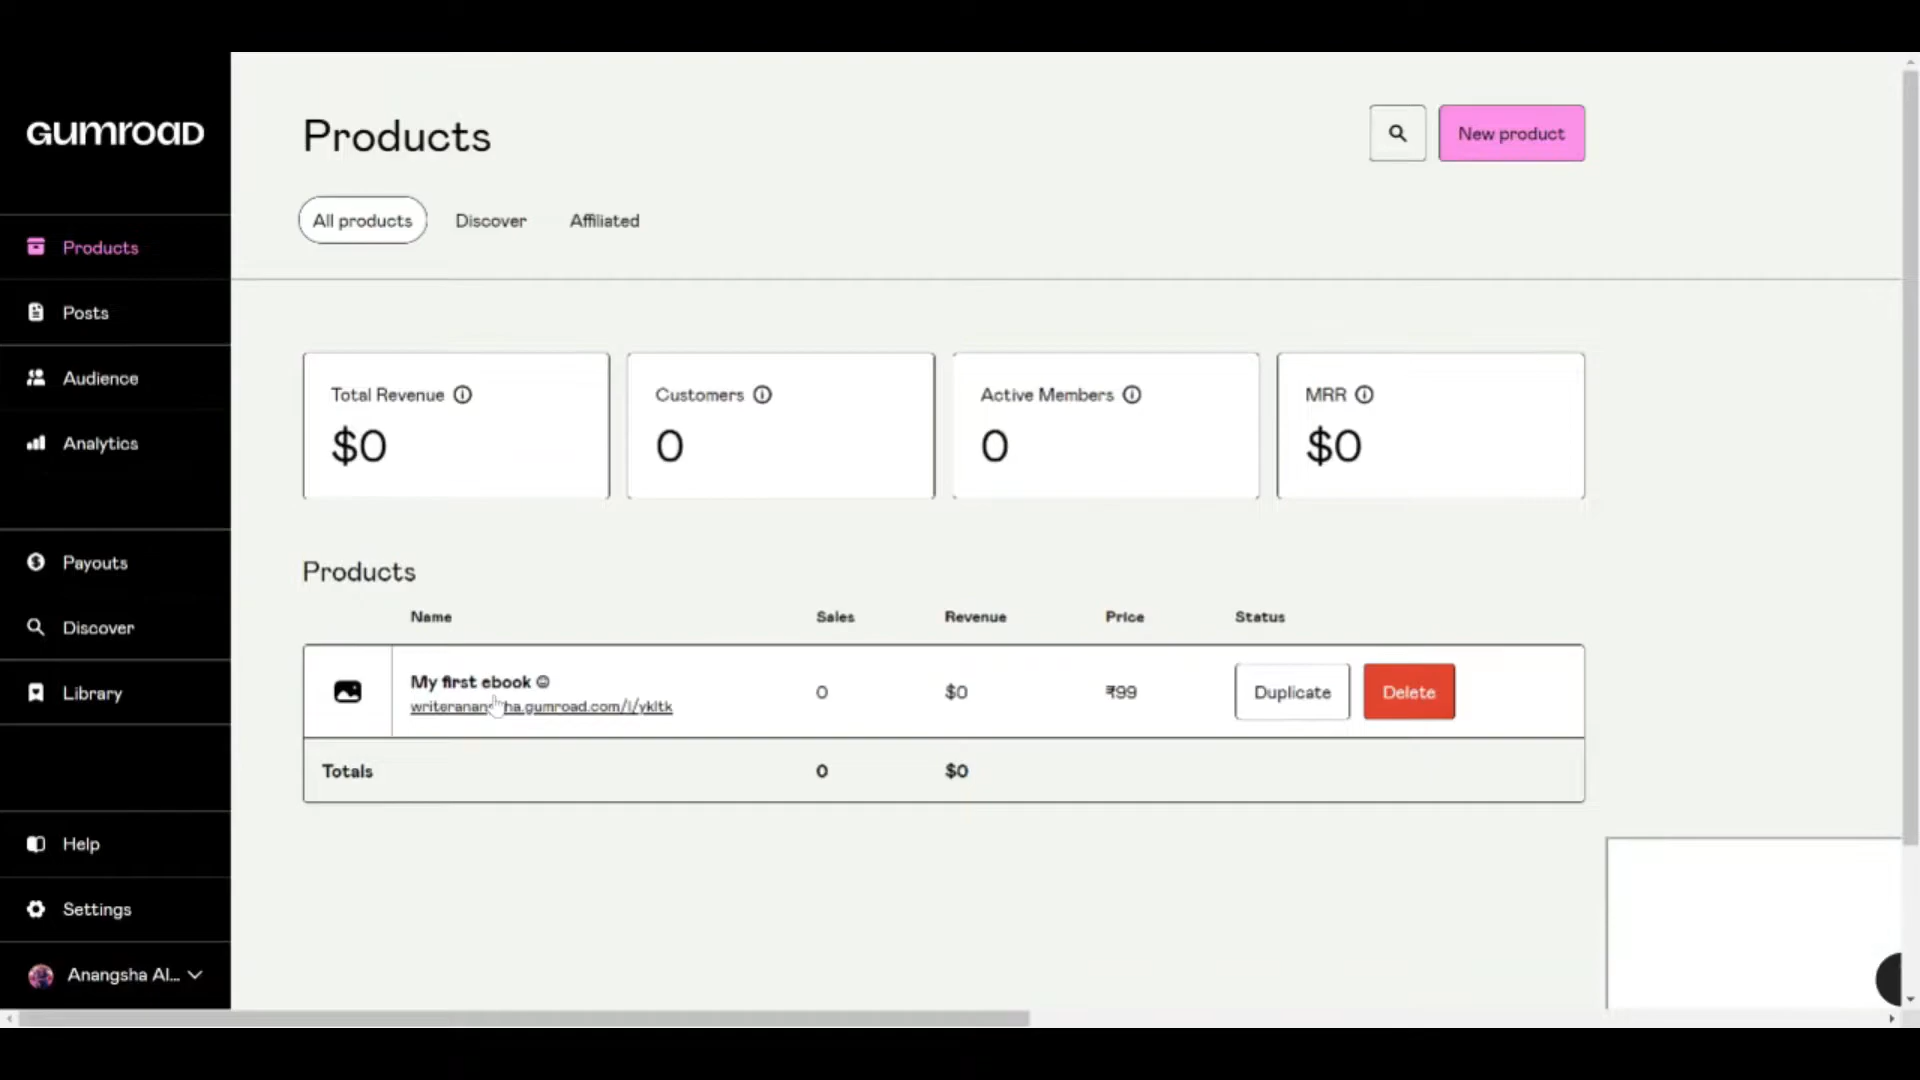 GUMROAD
Products
Posts
Audience
Analytics
Payouts
Discover
Library
Help
Settings
Anangsha Al...
Products
New product
All products Discover Affiliated
Total Revenue
$0
Customers
0
Active Members
0
MRR
$0
Products
Name Sales Revenue Price Status
My first ebook ☺
0 $0 ₹99 Duplicate Delete
Totals 0 $0